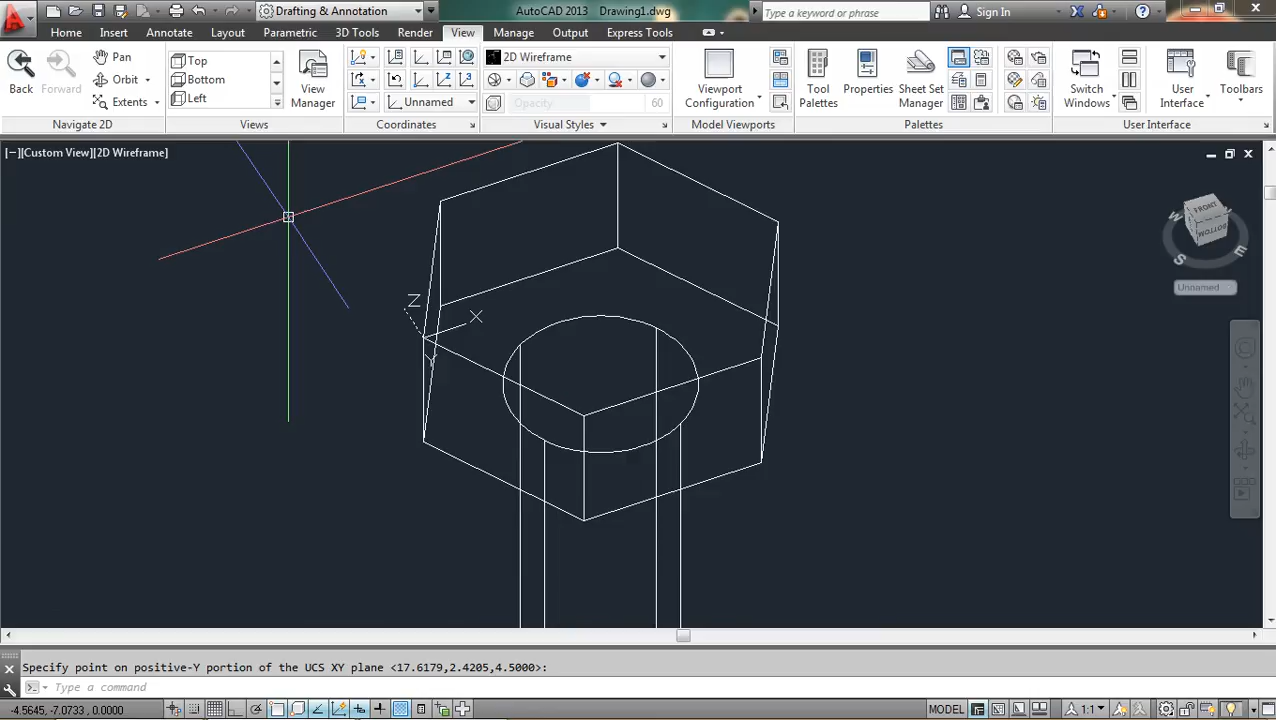 Drafting & Annotation
AutoCAD 2013 Drawing1.dwg
Type a keyword or phrase
Sign In
Home Insert Annotate Layout Parametric 3D Tools Render View Manage Output Express Tools
Back
Forward
Pan
Orbit
Extents
Navigate 2D
Top
Bottom
Left
View Manager
Views
Unnamed
Coordinates
2D Wireframe
Opacity 60
Visual Styles
Viewport Configuration
Model Viewports
Tool Palettes
Properties
Sheet Set Manager
Palettes
Switch Windows
User Interface
Toolbars
User Interface
[−][Custom View][2D Wireframe]
FRONT
BOTTOM
W
S
E
Unnamed
Z
X
Y
Specify point on positive-Y portion of the UCS XY plane <17.6179,2.4205,4.5000>:
Type a command
-4.5645, -7.0733, 0.0000
MODEL
1:1